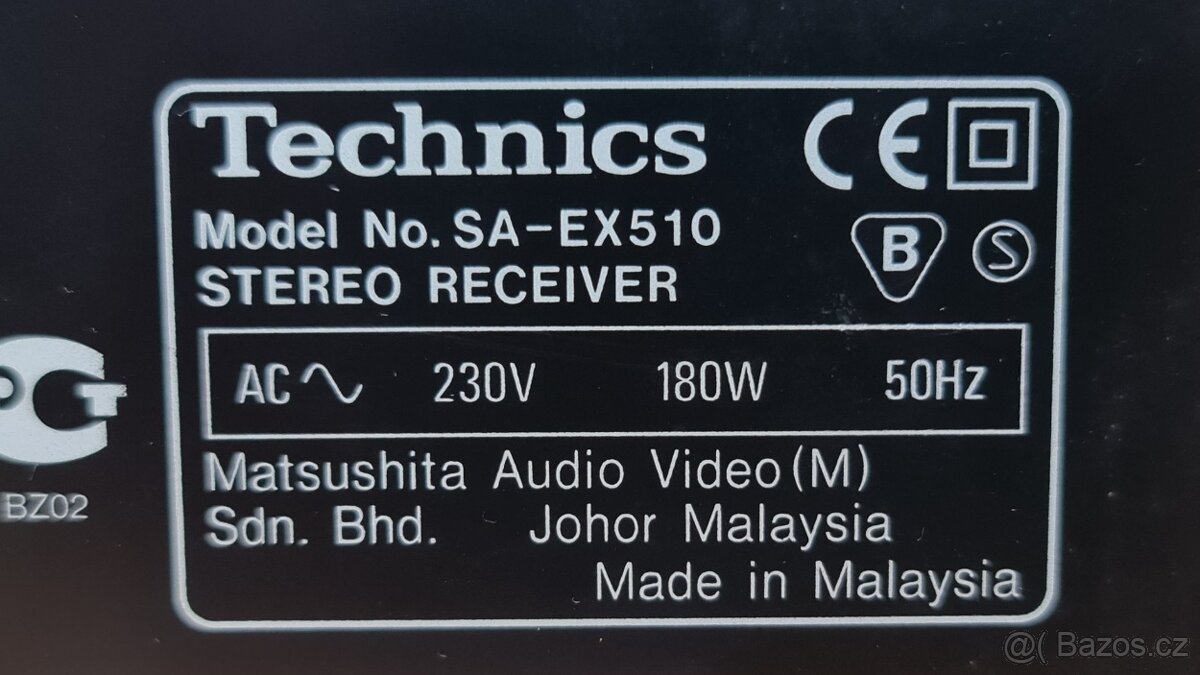 Technics CE
Model No. SA-EX510
B S
STEREO RECEIVER
AC 230V 180W 50Hz
Matsushita Audio Video (M)
Sdn. Bhd. Johor Malaysia
Made in Malaysia
BZ02
@( Bazos.cz